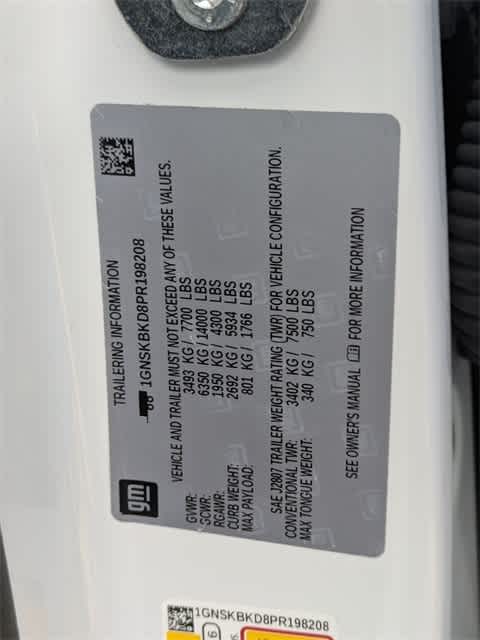 TRAILERING INFORMATION
gm
1GNSKBKD8PR198208
VEHICLE AND TRAILER MUST NOT EXCEED ANY OF THESE VALUES.
GVWR: 3493 KG / 7700 LBS
GCWR: 6350 KG / 14000 LBS
RGAWR: 1950 KG / 4300 LBS
CURB WEIGHT: 2692 KG / 5934 LBS
MAX PAYLOAD: 801 KG / 1766 LBS
SAE J2807 TRAILER WEIGHT RATING (TWR) FOR VEHICLE CONFIGURATION.
CONVENTIONAL TWR: 3402 KG / 7500 LBS
MAX TONGUE WEIGHT: 340 KG / 750 LBS
SEE OWNER'S MANUAL FOR MORE INFORMATION
1GNSKBKD8PR198208
6